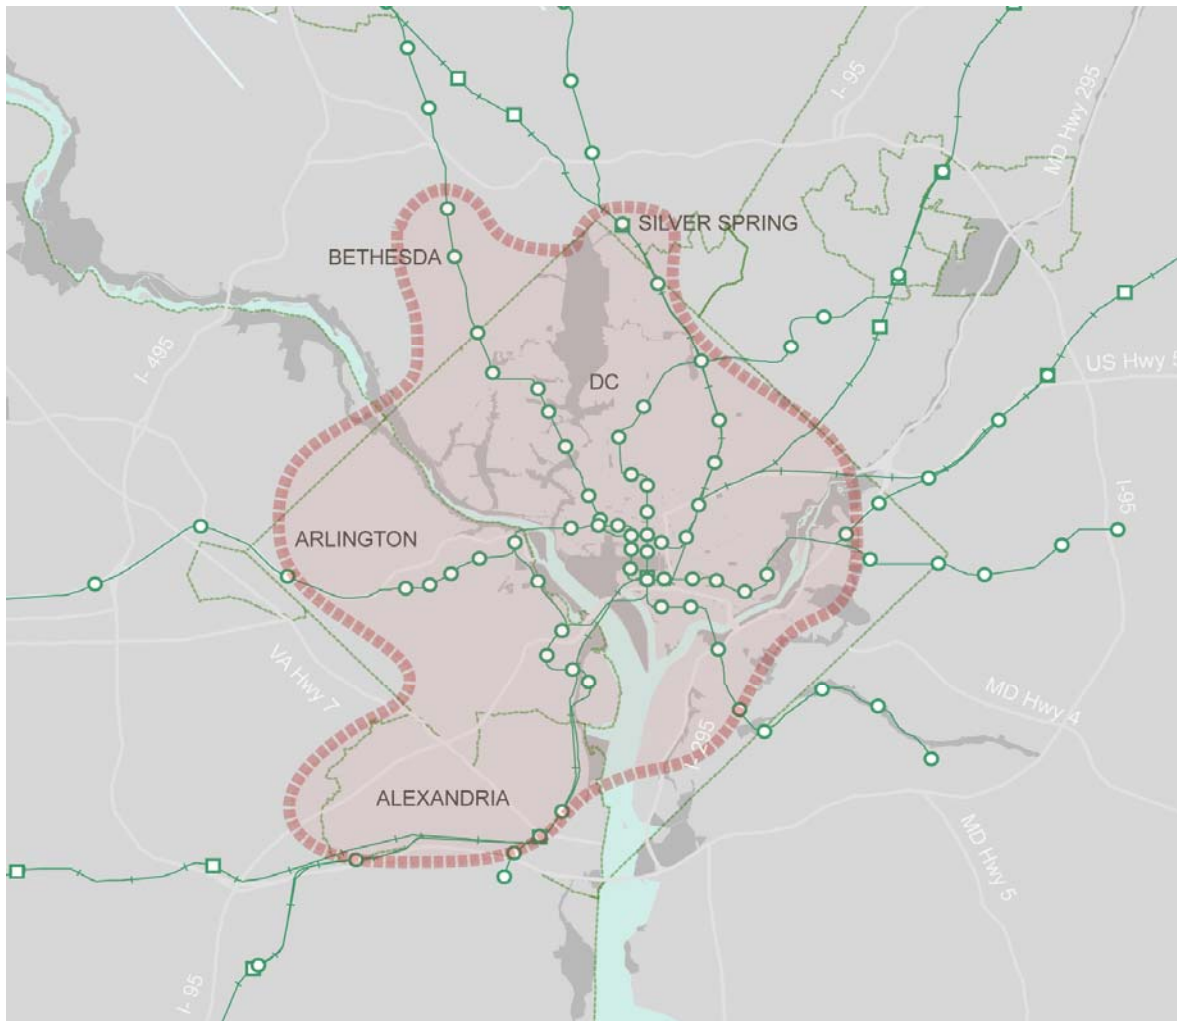 I- 95
MD Hwy 295
SILVER SPRING
BETHESDA
I- 495
US Hwy 5
DC
I-95
ARLINGTON
VA Hwy 7
MD Hwy 4
I- 295
ALEXANDRIA
MD Hwy 5
I- 95